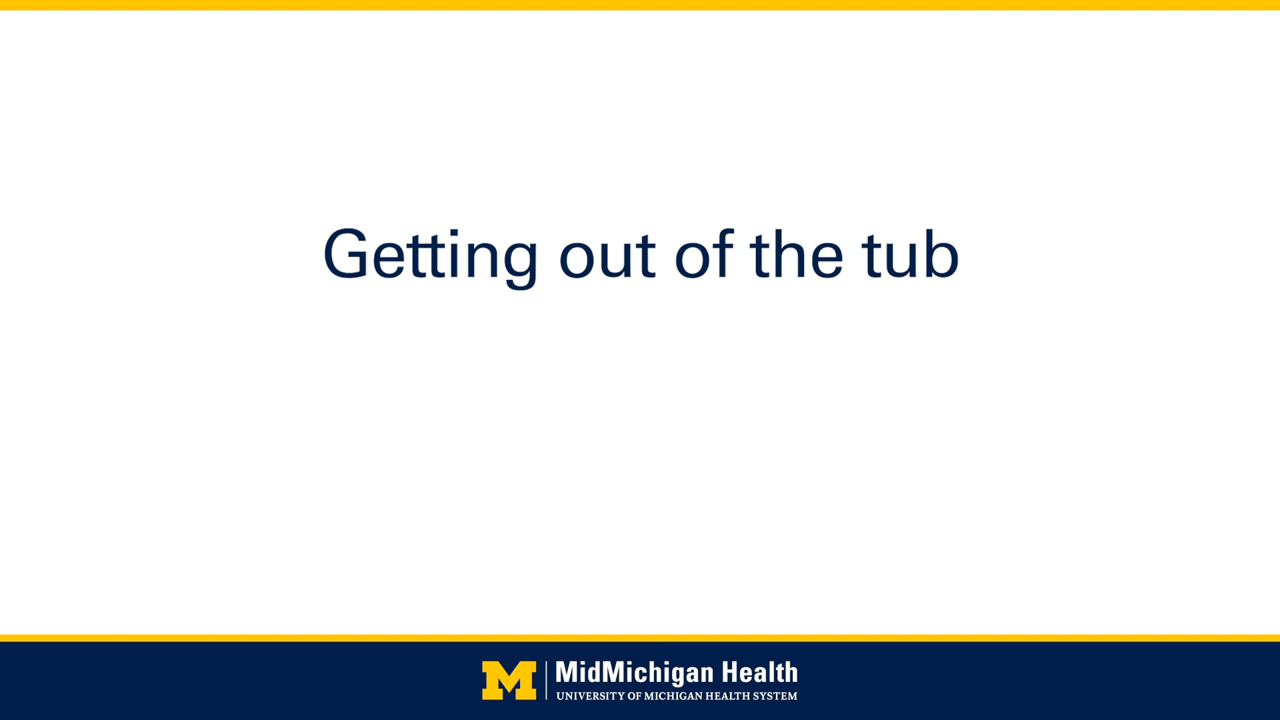 Getting out of the tub
M MidMichigan Health
UNIVERSITY OF MICHIGAN HEALTH SYSTEM